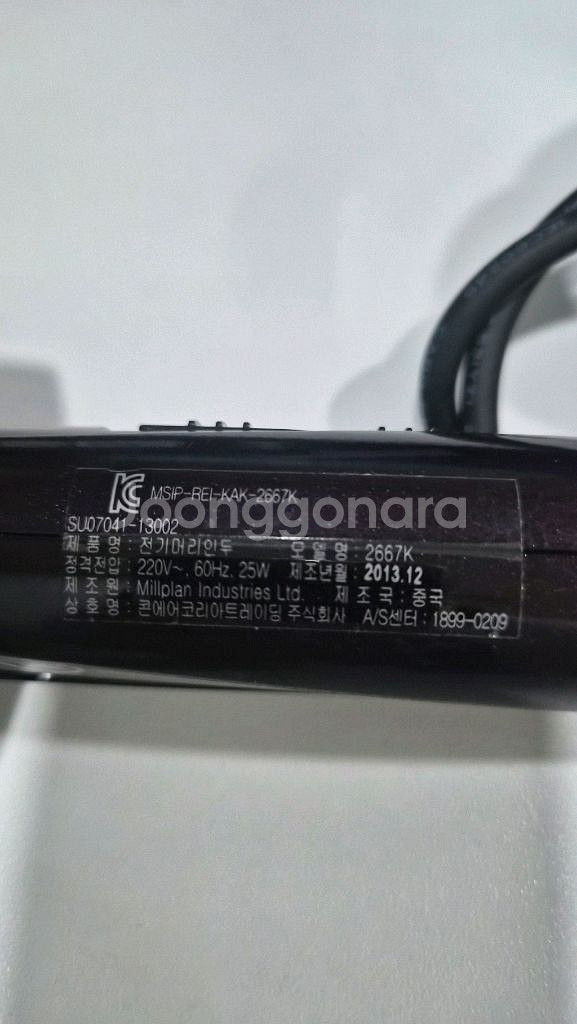 KC MSIP-REI-KAK-2667K
joonggonara
SU07041-13002
제 품 명 : 전기머리인두 모 델 명 : 2667K
정격전압 : 220V~, 60Hz, 25W 제조년월 : 2013.12
제 조 원 : Millplan Industries Ltd. 제 조 국 : 중국
상 호 명 : 콘에어코리아트레이딩 주식회사 A/S센터 : 1899-0209